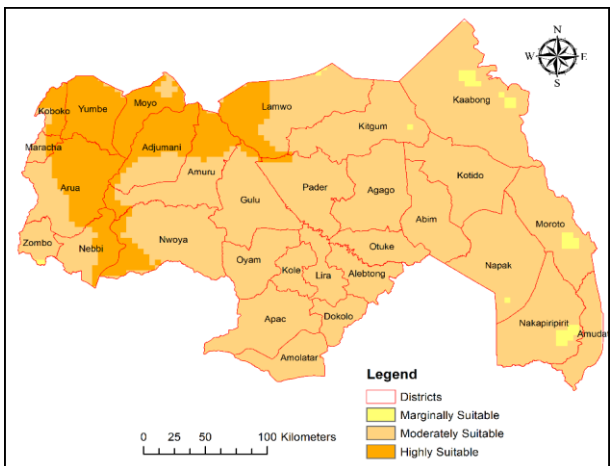 N
W E
S
Kaabong
Koboko
Yumbe
Moyo
Lamwo
Kitgum
Maracha
Adjumani
Amuru
Kotido
Arua
Gulu
Pader
Agago
Abim
Moroto
Zombo
Nebbi
Nwoya
Otuke
Oyam
Kole
Lira
Alebtong
Napak
Apac
Dokolo
Nakapiripirit
Amudat
Amolatar
Legend
Districts
Marginally Suitable
Moderately Suitable
Highly Suitable
0 25 50 100 Kilometers